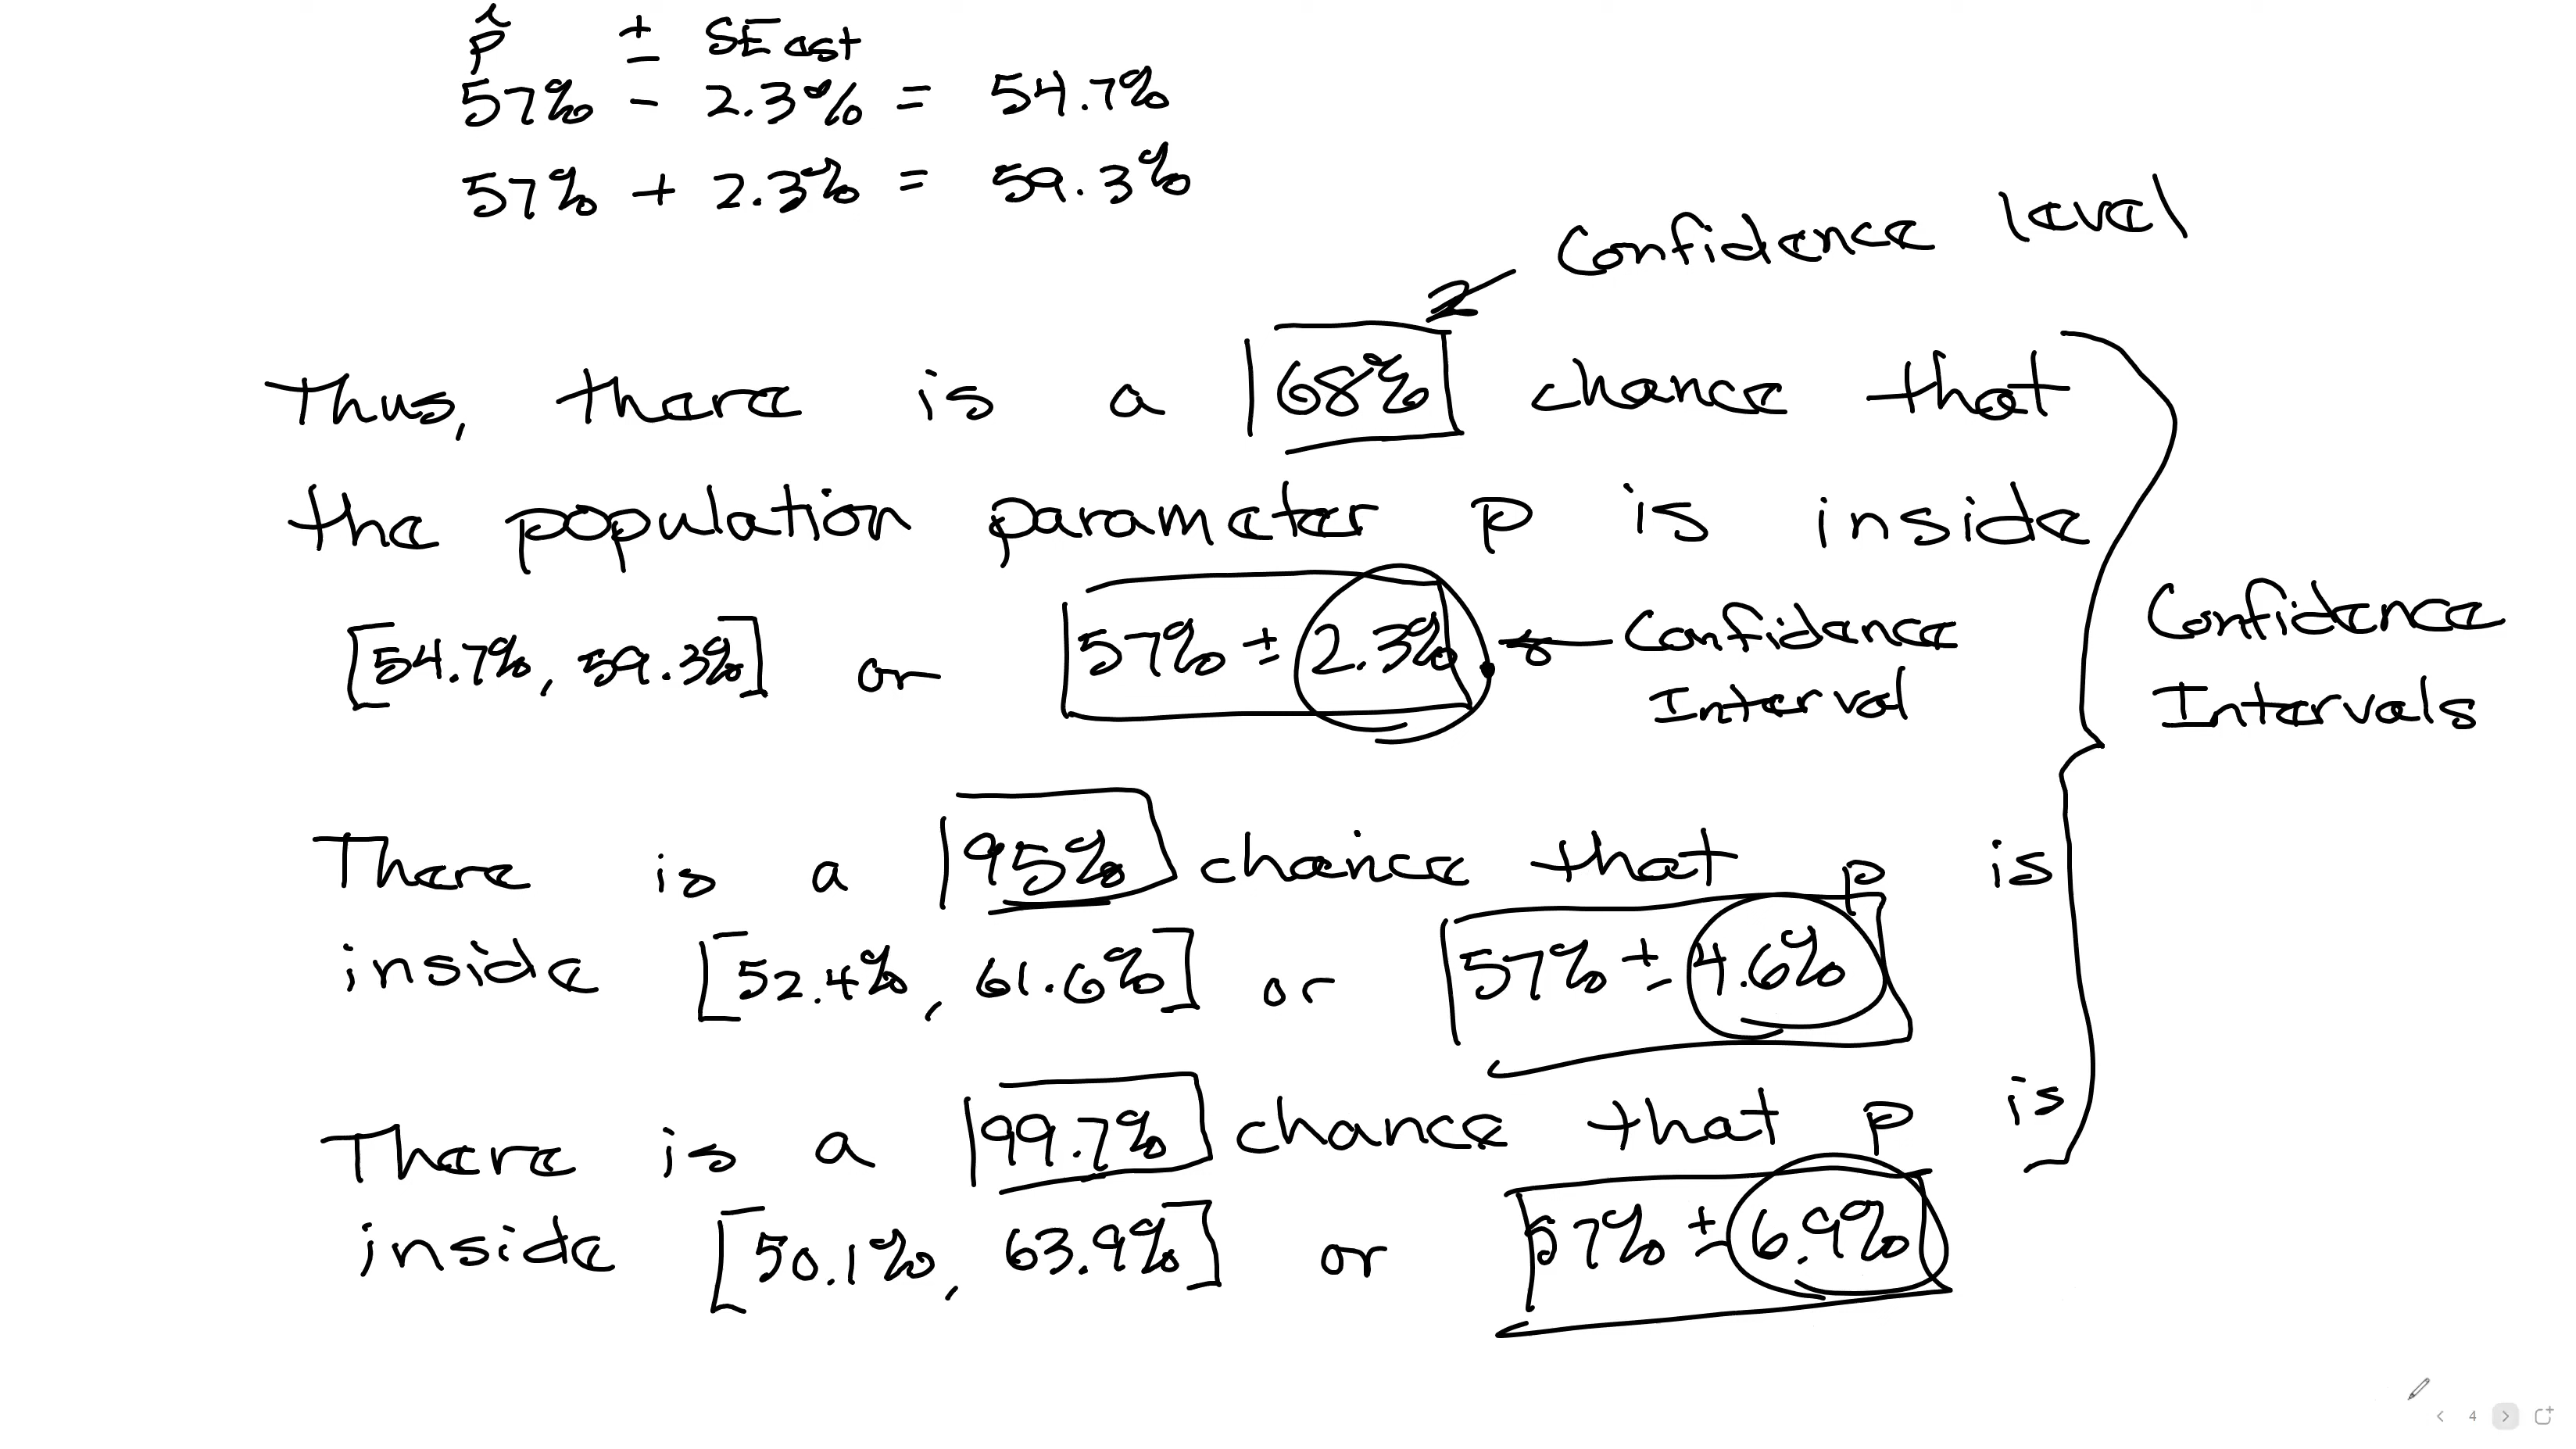 p̂ ± SEest
57% - 2.3% = 54.7%
57% + 2.3% = 59.3%
Confidence level
Thus, there is a 68% chance that
the population parameter p is inside
[54.7%, 59.3%] or 57% ± 2.3%. Confidence Interval
Confidence Intervals
There is a 95% chance that p is
inside [52.4%, 61.6%] or 57% ± 4.6%
There is a 99.7% chance that p is
inside [50.1%, 63.9%] or 57% ± 6.9%
4